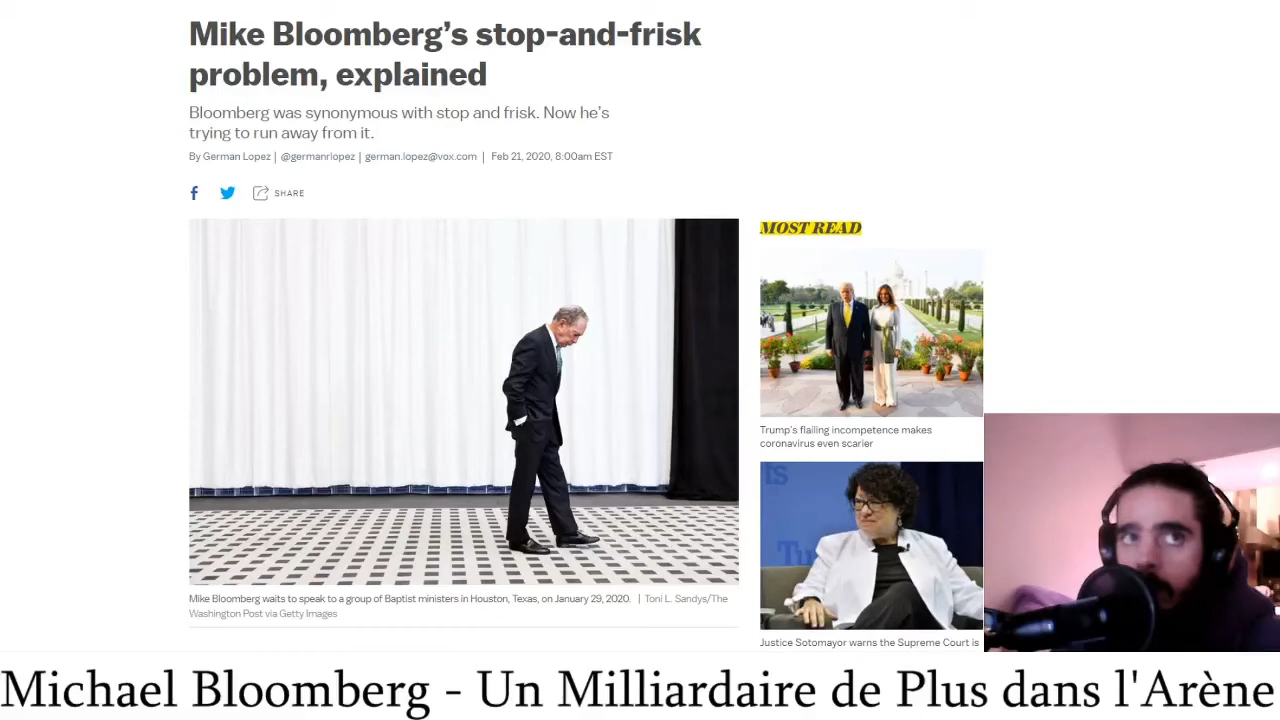 Mike Bloomberg’s stop-and-frisk
problem, explained
Bloomberg was synonymous with stop and frisk. Now he’s
trying to run away from it.
By German Lopez | @germanrlopez | german.lopez@vox.com | Feb 21, 2020, 8:00am EST
SHARE
MOST READ
Trump’s flailing incompetence makes
coronavirus even scarier
Mike Bloomberg waits to speak to a group of Baptist ministers in Houston, Texas, on January 29, 2020. | Toni L. Sandys/The
Washington Post via Getty Images
Justice Sotomayor warns the Supreme Court is
Michael Bloomberg - Un Milliardaire de Plus dans l'Arène